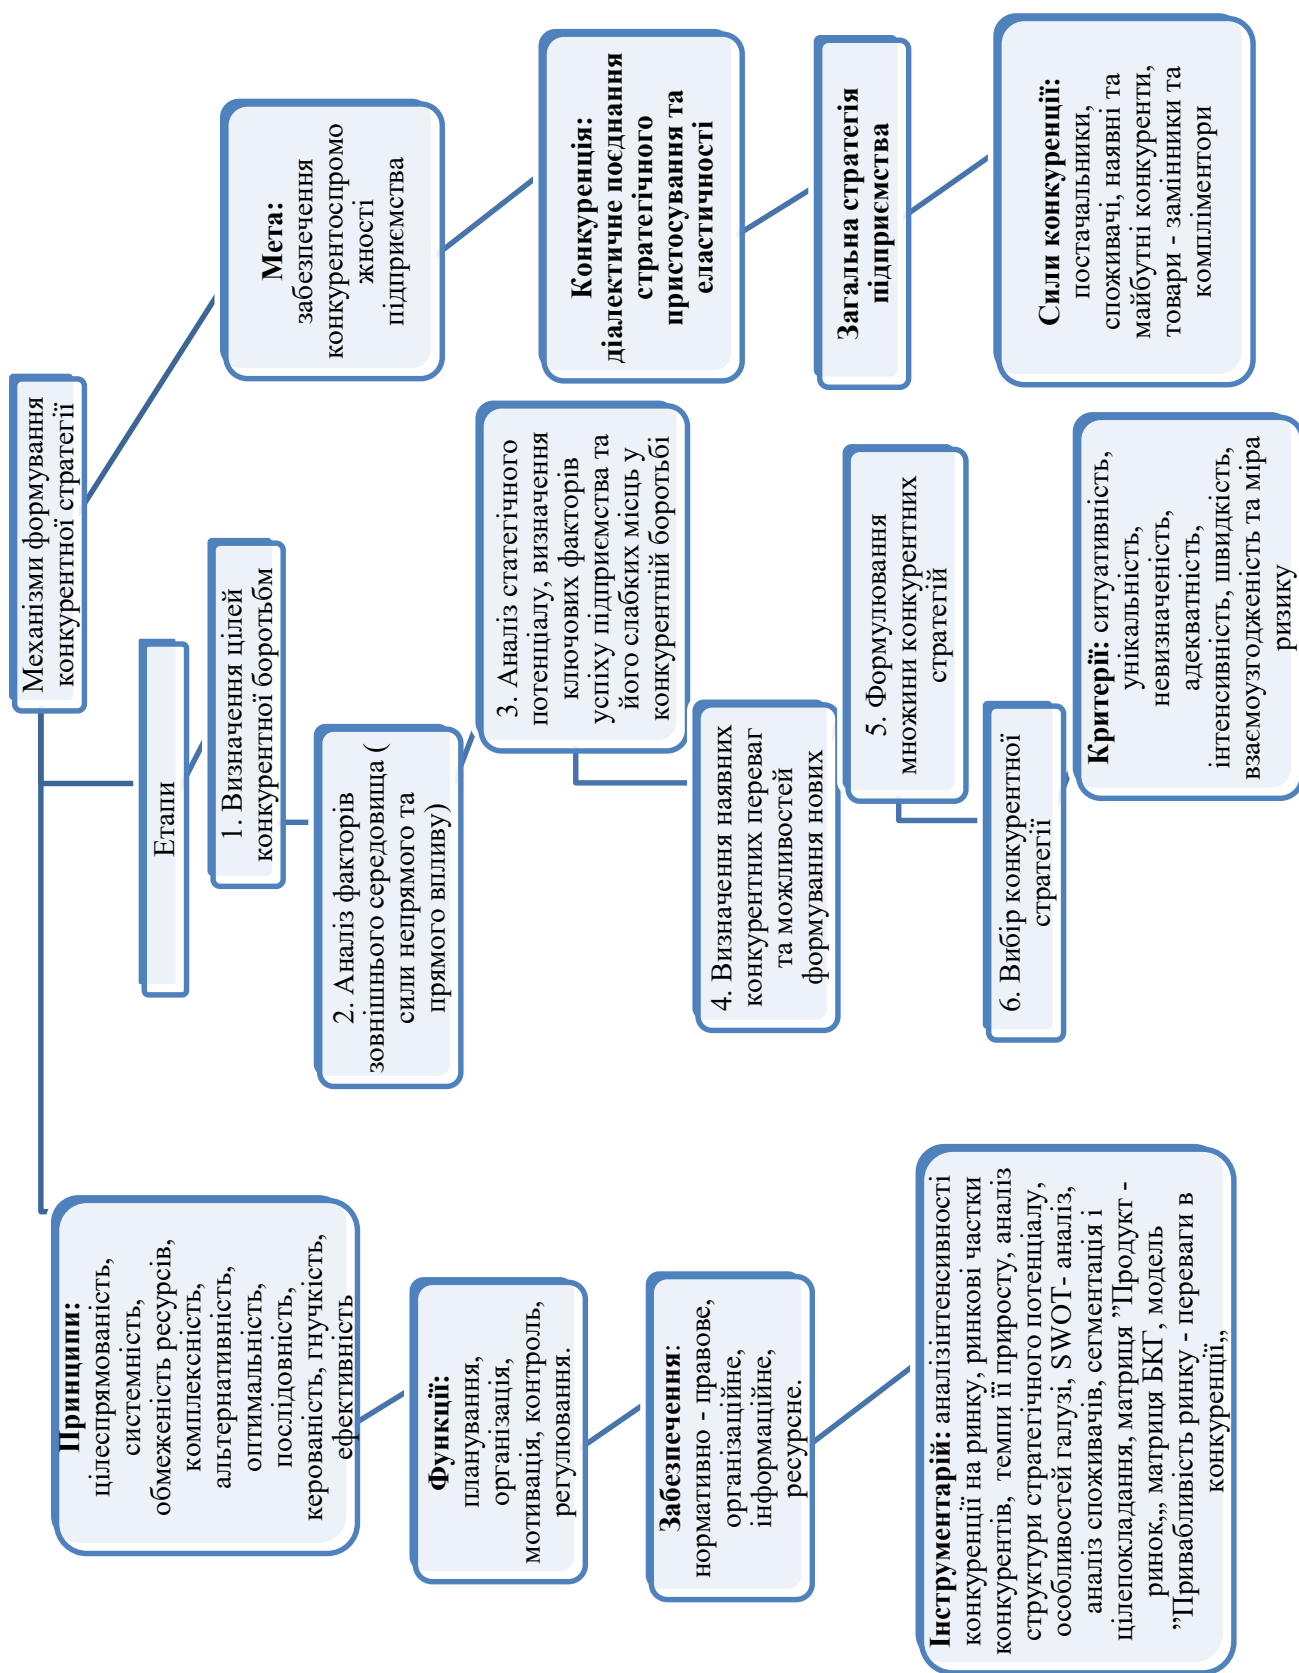 Механізми формування
конкурентної стратегії
Принципи:
цілеспрямованість,
системність,
обмеженість ресурсів,
комплексність,
альтернативність,
оптимальність,
послідовність,
керованість, гнучкість,
ефективність
Функції:
планування,
організація,
мотивація, контроль,
регулювання.
Забезпечення:
нормативно - правове,
організаційне,
інформаційне,
ресурсне.
Інструментарій: аналізінтенсивності
конкуренції на ринку, ринкові частки
конкурентів,  темпи її приросту, аналіз
структури стратегічного потенціалу,
особливостей галузі, SWOT- аналіз,
аналіз споживачів, сегментація і
цілепокладання, матриця ”Продукт -
ринок„, матриця БКГ, модель
”Привабливість ринку - переваги в
конкуренції„
Етапи
1. Визначення цілей
конкурентної боротьбм
2. Аналіз факторів
зовнішнього середовища (
сили непрямого та
прямого впливу)
3. Аналіз статегічного
потенціалу, визначення
ключових факторів
успіху підприємства та
його слабких місць у
конкурентній боротьбі
4. Визначення наявних
конкурентних переваг
та можливостей
формування нових
5. Формулювання
множини конкурентних
стратегій
6. Вибір конкурентної
стратегії
Критерії: ситуативність,
унікальність,
невизначеність,
адекватність,
інтенсивність, швидкість,
взаємоузгодженість та міра
ризику
Мета:
забезпечення
конкурентоспромо
жності
підприємства
Конкуренція:
діалектичне поєднання
стратегічного
пристосування та
еластичності
Загальна стратегія
підприємства
Сили конкуренції:
постачальники,
споживачі, наявні та
майбутні конкуренти,
товари - замінники та
компліментори